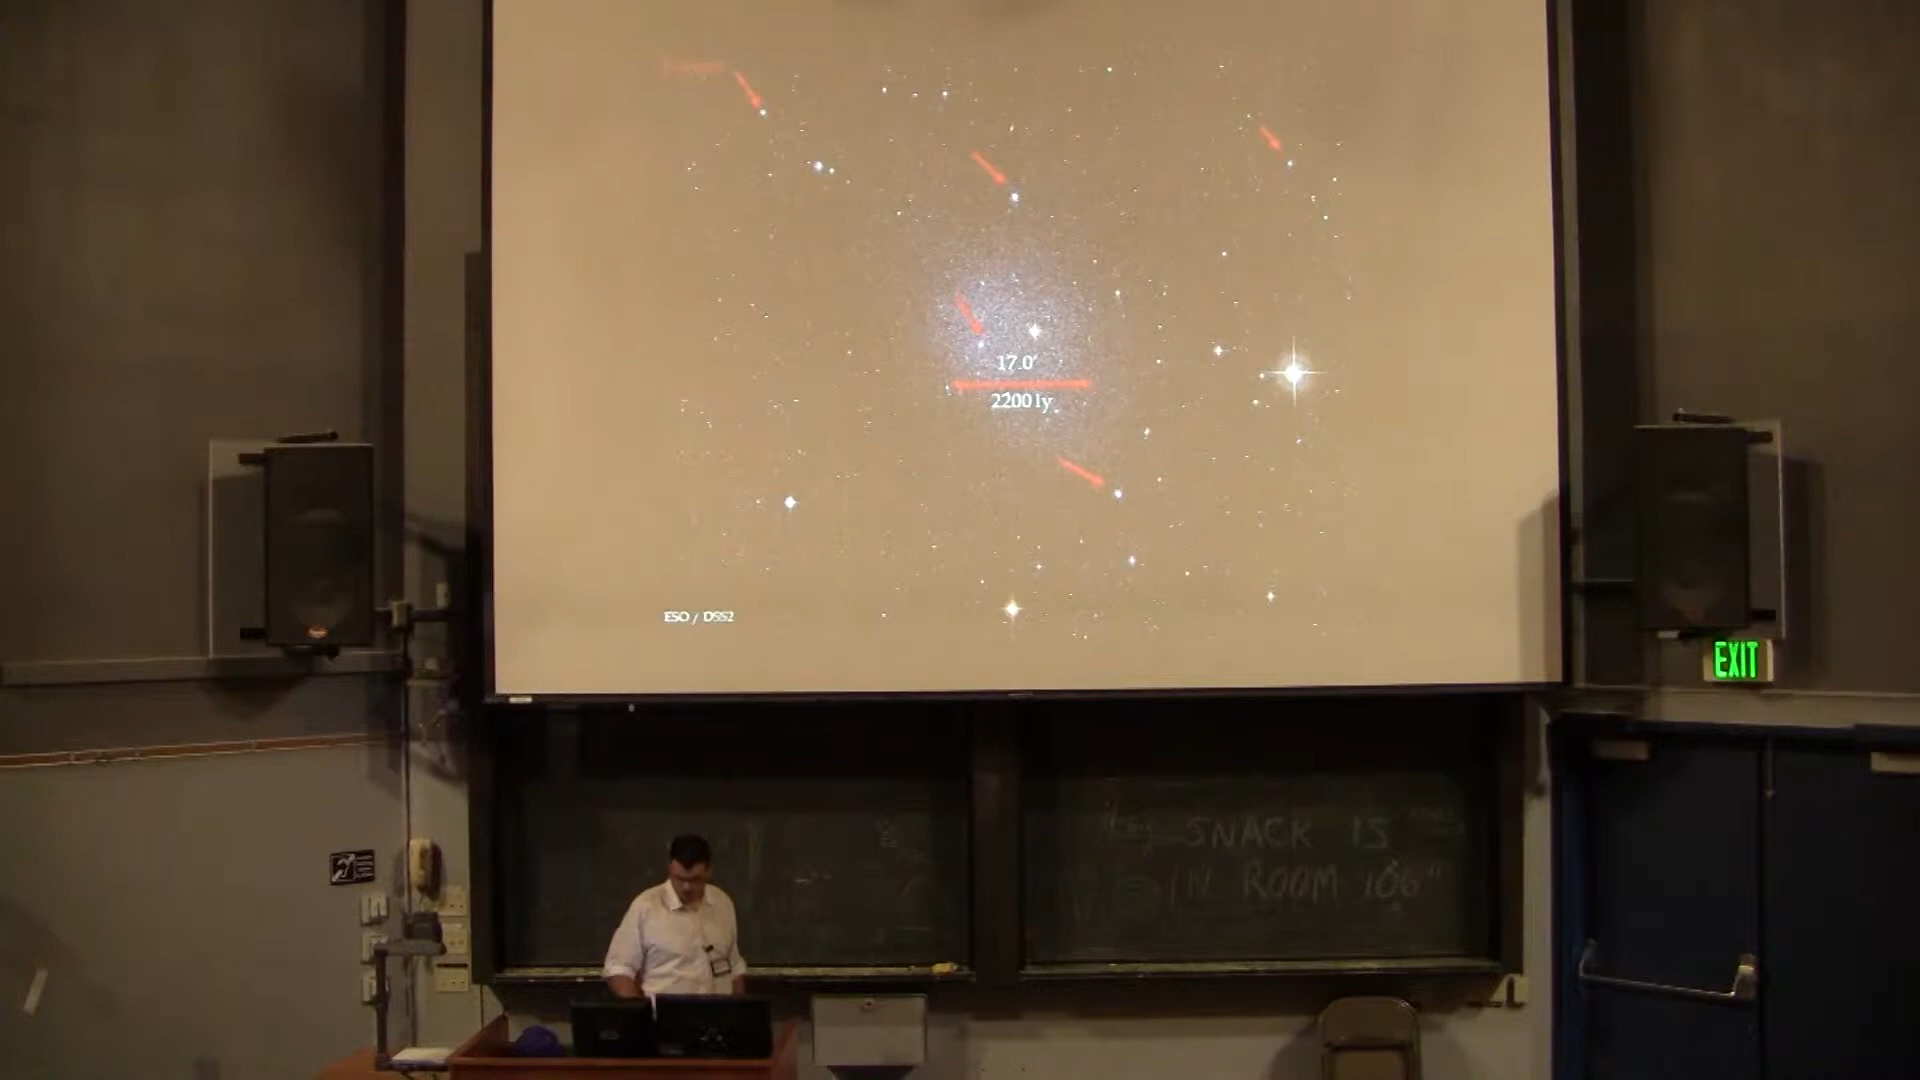 17.0'
2200 ly
ESO / DSS2
EXIT
SNACK IS
IN ROOM 106"